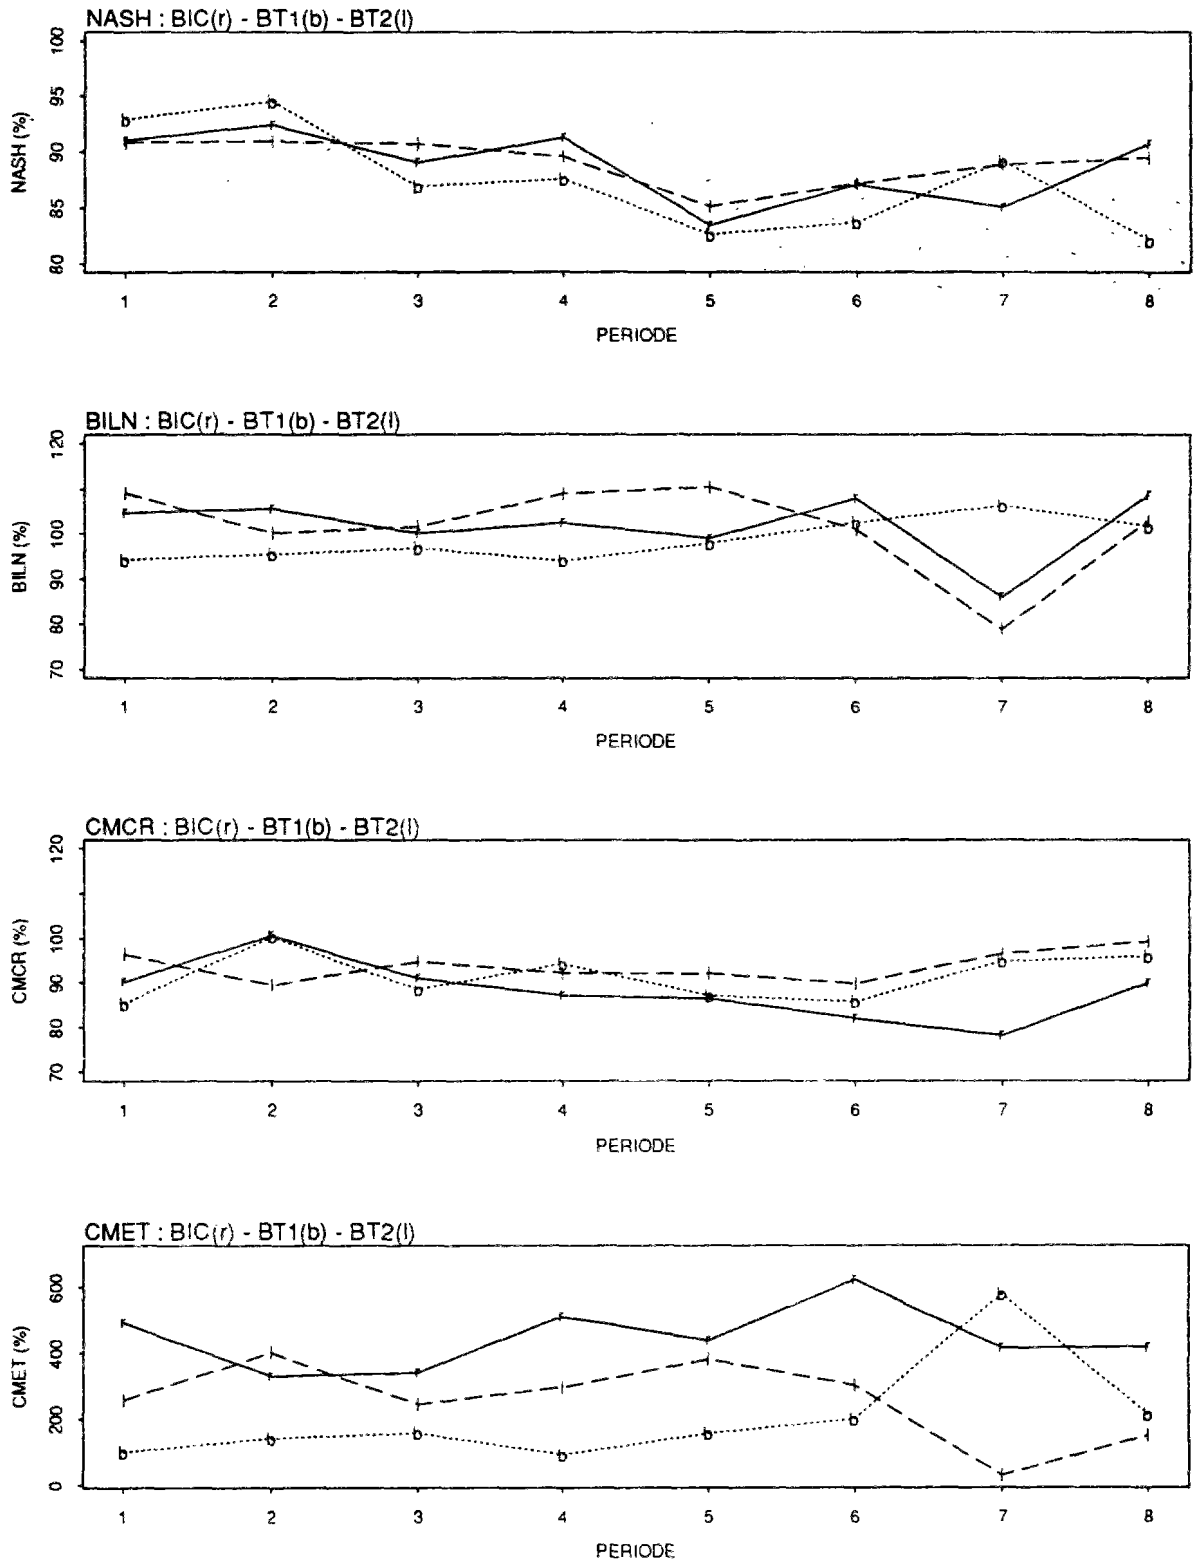 NASH : BIC(r) - BT1(b) - BT2(l)
100
95
90
85
80
NASH (%)
1 2 3 4 5 6 7 8
PERIODE
BILN : BIC(r) - BT1(b) - BT2(l)
120
100
90
80
70
BILN (%)
1 2 3 4 5 6 7 8
PERIODE
CMCR : BIC(r) - BT1(b) - BT2(l)
120
100
90
80
70
CMCR (%)
1 2 3 4 5 6 7 8
PERIODE
CMET : BIC(r) - BT1(b) - BT2(l)
600
400
200
0
CMET (%)
1 2 3 4 5 6 7 8
PERIODE